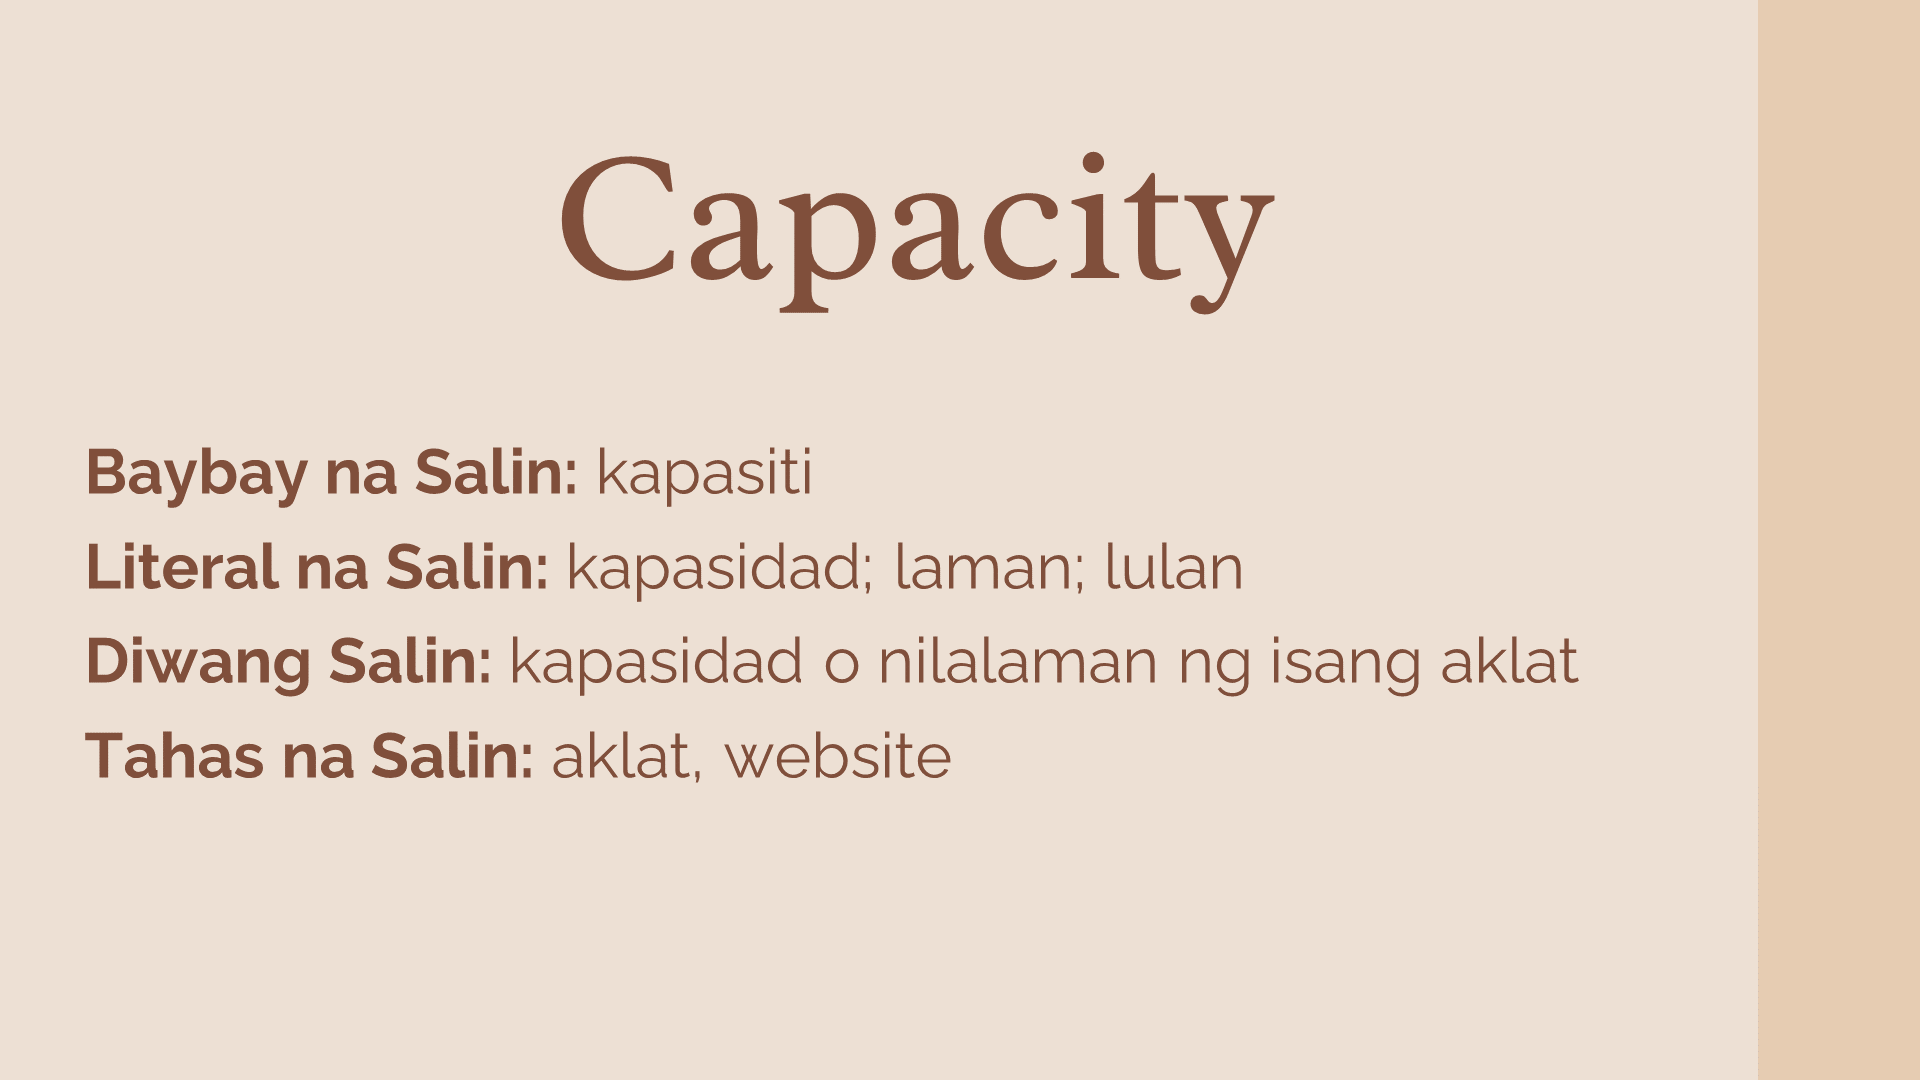 Capacity
Baybay na Salin: kapasiti
Literal na Salin: kapasidad; laman; lulan
Diwang Salin: kapasidad o nilalaman ng isang aklat
Tahas na Salin: aklat, website